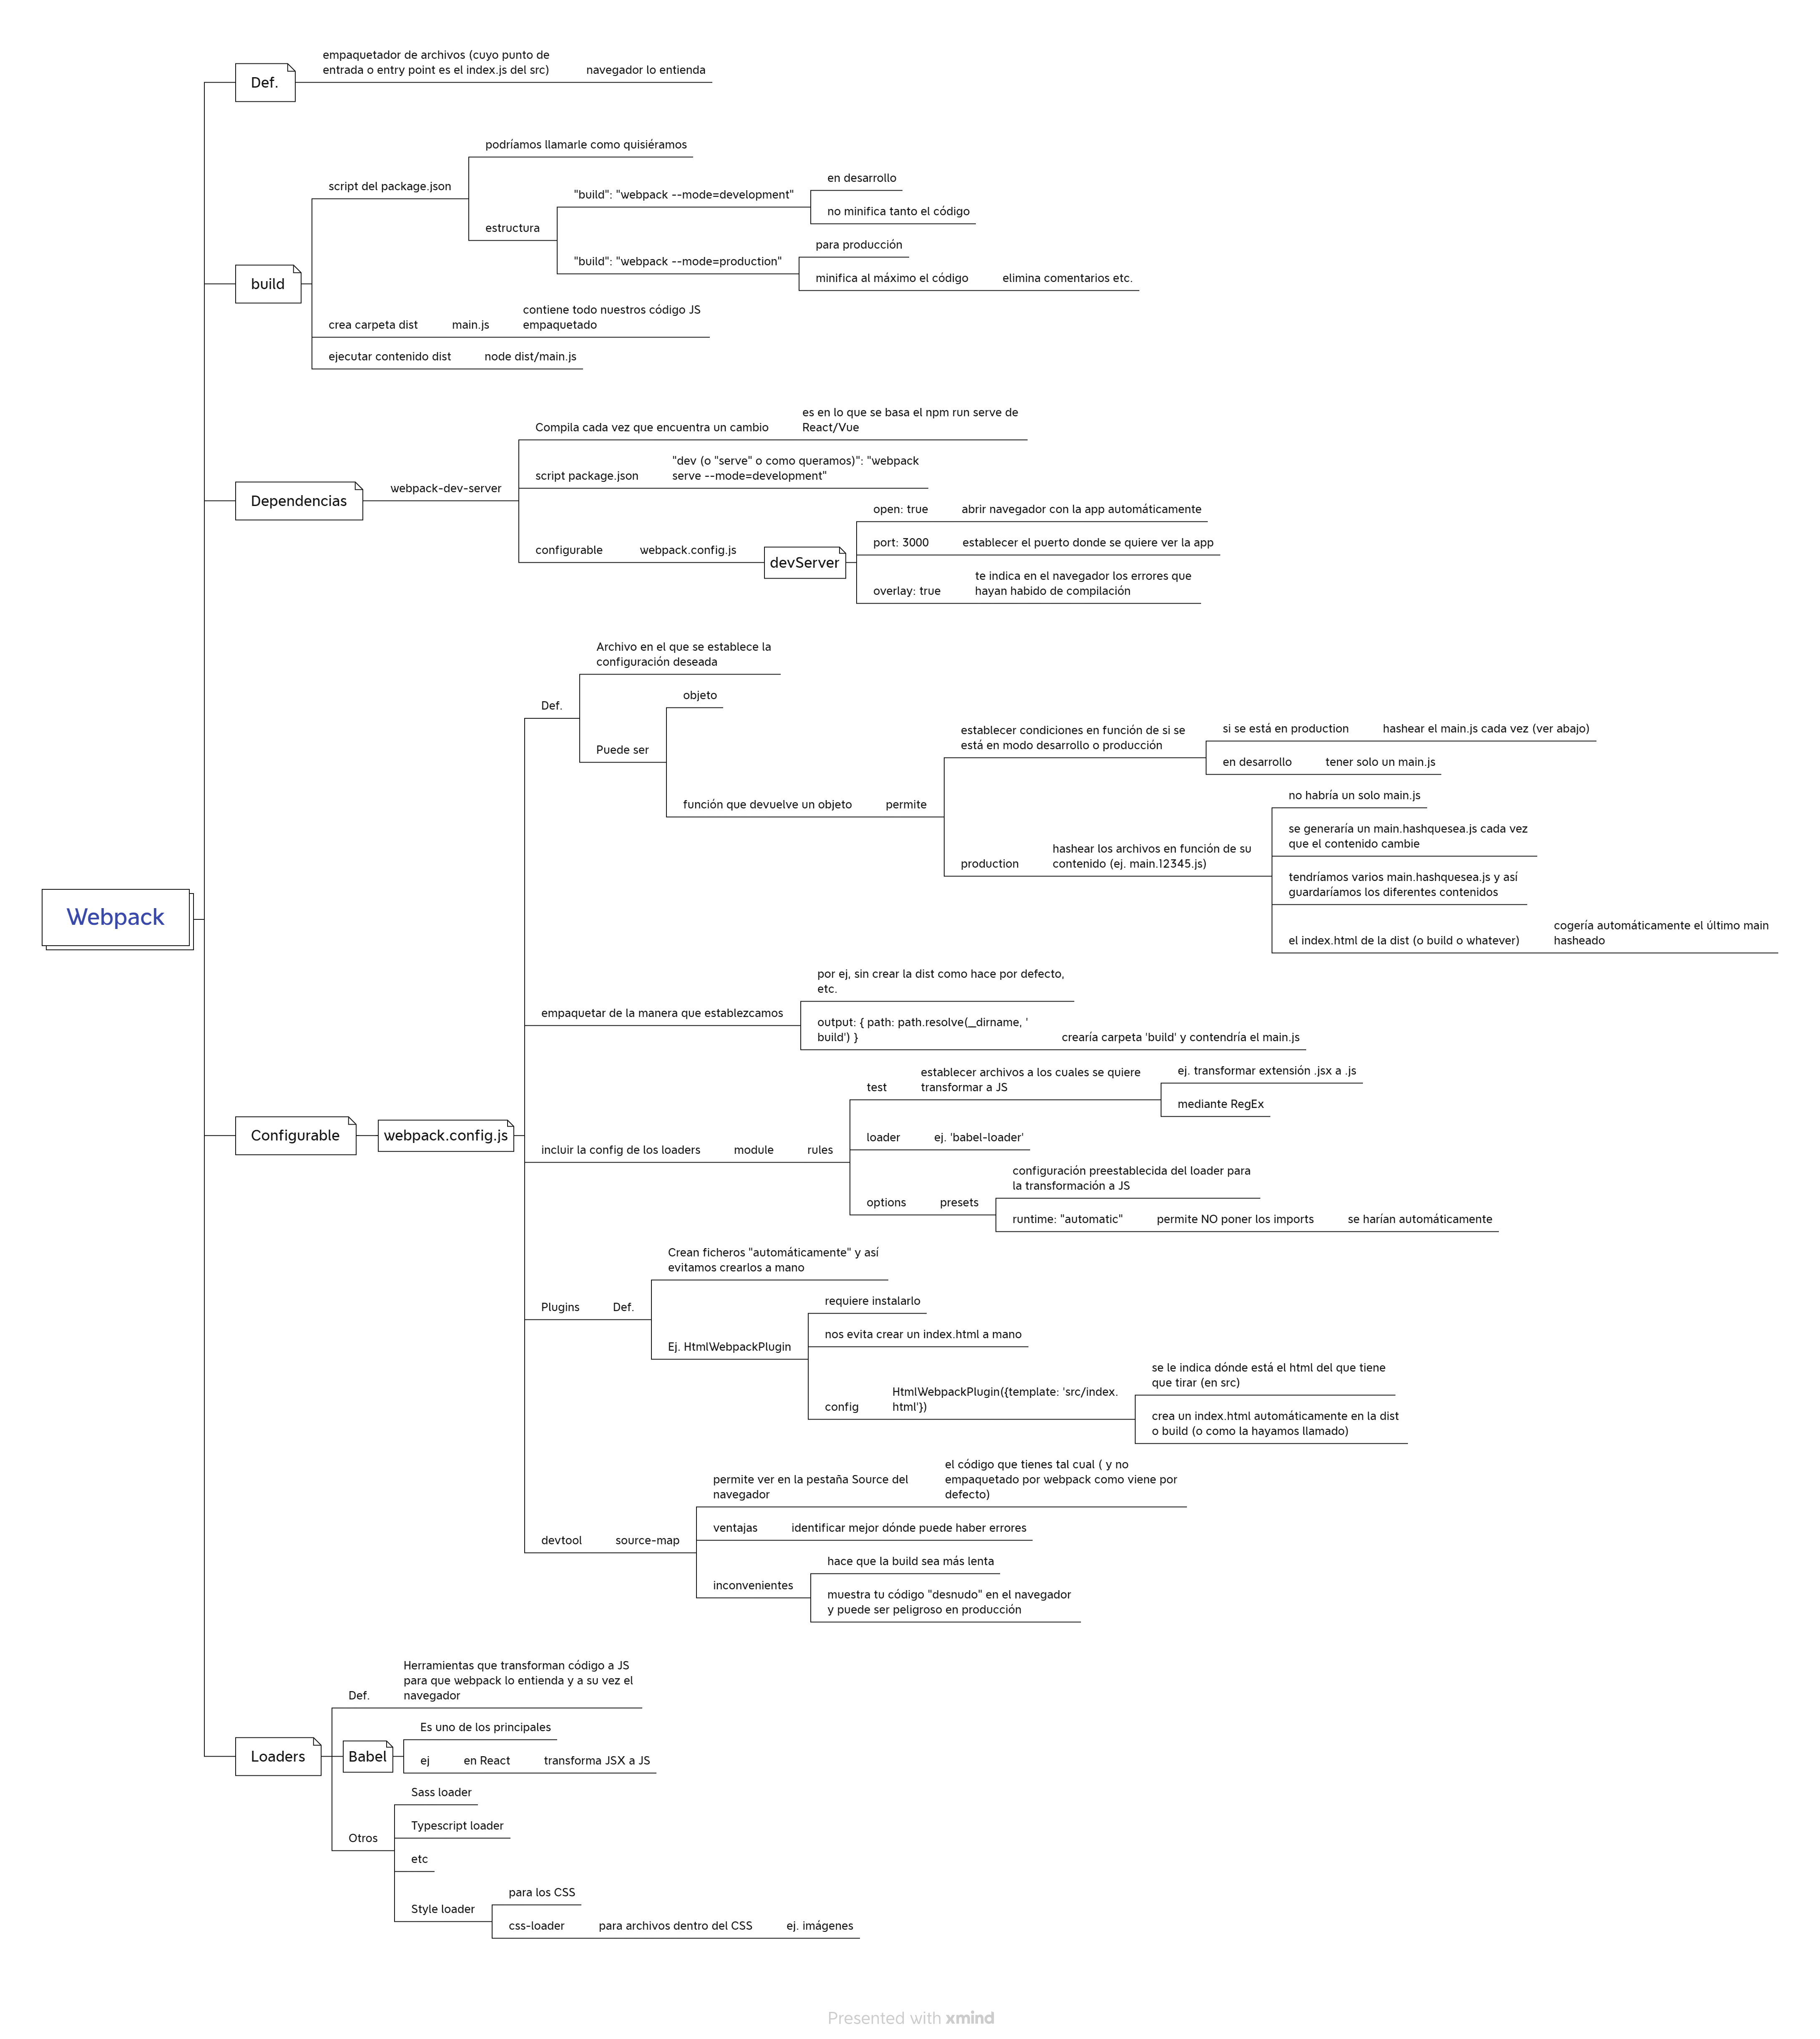 empaquetador de archivos (cuyo punto de
entrada o entry point es el index.js del src)
navegador lo entienda
Def.
podríamos llamarle como quisiéramos
en desarrollo
script del package.json
"build": "webpack --mode=development"
no minifica tanto el código
estructura
para producción
"build": "webpack --mode=production"
minifica al máximo el código
elimina comentarios etc.
build
contiene todo nuestros código JS
empaquetado
crea carpeta dist
main.js
ejecutar contenido dist
node dist/main.js
es en lo que se basa el npm run serve de
React/Vue
Compila cada vez que encuentra un cambio
"dev (o "serve" o como queramos)": "webpack
serve --mode=development"
script package.json
webpack-dev-server
Dependencias
open: true
abrir navegador con la app automáticamente
port: 3000
establecer el puerto donde se quiere ver la app
configurable
webpack.config.js
devServer
te indica en el navegador los errores que
hayan habido de compilación
overlay: true
Archivo en el que se establece la
configuración deseada
objeto
Def.
establecer condiciones en función de si se
está en modo desarrollo o producción
si se está en production
hashear el main.js cada vez (ver abajo)
Puede ser
en desarrollo
tener solo un main.js
no habría un solo main.js
función que devuelve un objeto
permite
se generaría un main.hashquesea.js cada vez
que el contenido cambie
hashear los archivos en función de su
contenido (ej. main.12345.js)
production
tendríamos varios main.hashquesea.js y así
guardaríamos los diferentes contenidos
Webpack
el index.html de la dist (o build o whatever)
cogería automáticamente el último main
hasheado
por ej, sin crear la dist como hace por defecto,
etc.
empaquetar de la manera que establezcamos
output: { path: path.resolve(__dirname, '
build') }
crearía carpeta 'build' y contendría el main.js
ej. transformar extensión .jsx a .js
establecer archivos a los cuales se quiere
transformar a JS
test
mediante RegEx
Configurable
webpack.config.js
loader
ej. 'babel-loader'
incluir la config de los loaders
module
rules
configuración preestablecida del loader para
la transformación a JS
options
presets
runtime: "automatic"
permite NO poner los imports
se harían automáticamente
Crean ficheros "automáticamente" y así
evitamos crearlos a mano
requiere instalarlo
Plugins
Def.
nos evita crear un index.html a mano
Ej. HtmlWebpackPlugin
se le indica dónde está el html del que tiene
que tirar (en src)
HtmlWebpackPlugin({template: 'src/index.
html'})
config
crea un index.html automáticamente en la dist
o build (o como la hayamos llamado)
permite ver en la pestaña Source del
navegador
el código que tienes tal cual ( y no
empaquetado por webpack como viene por
defecto)
ventajas
identificar mejor dónde puede haber errores
devtool
source-map
hace que la build sea más lenta
inconvenientes
muestra tu código "desnudo" en el navegador
y puede ser peligroso en producción
Herramientas que transforman código a JS
para que webpack lo entienda y a su vez el
navegador
Def.
Es uno de los principales
Loaders
Babel
ej
en React
transforma JSX a JS
Sass loader
Typescript loader
Otros
etc
para los CSS
Style loader
css-loader
para archivos dentro del CSS
ej. imágenes
Presented with xmind